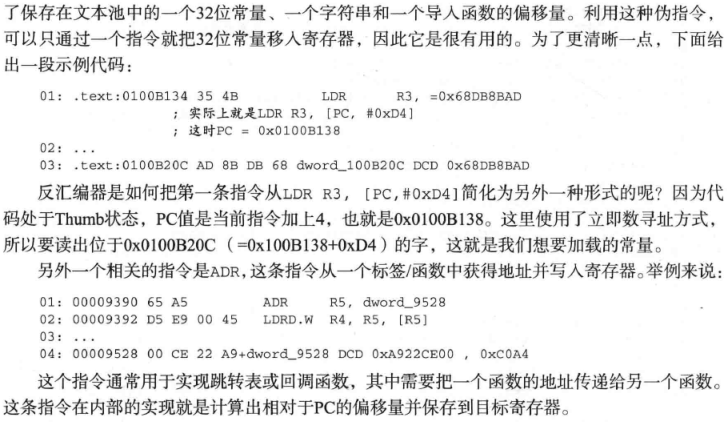 了保存在文本池中的一个32位常量、一个字符串和一个导入函数的偏移量。利用这种伪指令，
可以只通过一个指令就把32位常量移入寄存器，因此它是很有用的。为了更清晰一点，下面给
出一段示例代码：
01: .text:0100B134 35 4B LDR R3, =0x68DB8BAD
; 实际上就是LDR R3, [PC, #0xD4]
; 这时PC = 0x0100B138
02: ...
03: .text:0100B20C AD 8B DB 68 dword_100B20C DCD 0x68DB8BAD
反汇编器是如何把第一条指令从LDR R3, [PC,#0xD4]简化为另外一种形式的呢？因为代
码处于Thumb状态，PC值是当前指令加上4，也就是0x0100B138。这里使用了立即数寻址方式，
所以要读出位于0x0100B20C（=0x100B138+0xD4）的字，这就是我们想要加载的常量。
另外一个相关的指令是ADR，这条指令从一个标签/函数中获得地址并写入寄存器。举例来说：
01: 00009390 65 A5 ADR R5, dword_9528
02: 00009392 D5 E9 00 45 LDRD.W R4, R5, [R5]
03: ...
04: 00009528 00 CE 22 A9+dword_9528 DCD 0xA922CE00 , 0xC0A4
这个指令通常用于实现跳转表或回调函数，其中需要把一个函数的地址传递给另一个函数。
这条指令在内部的实现就是计算出相对于PC的偏移量并保存到目标寄存器。